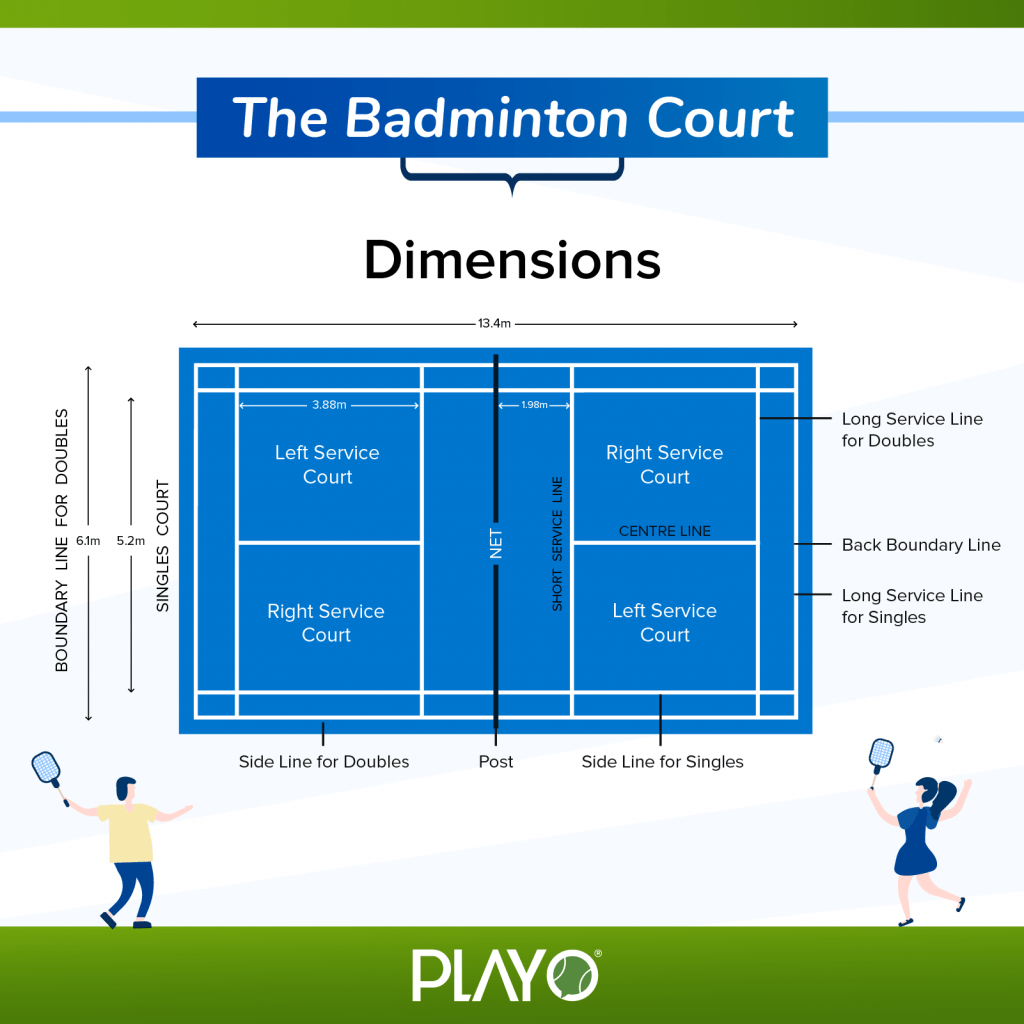 The Badminton Court
Dimensions
13.4m
BOUNDARY LINE FOR DOUBLES
6.1m
5.2m
SINGLES COURT
3.88m
1.98m
Left Service
Court
Right Service
Court
SHORT SERVICE LINE
NET
CENTRE LINE
Right Service
Court
Left Service
Court
Long Service Line
for Doubles
Back Boundary Line
Long Service Line
for Singles
Side Line for Doubles
Post
Side Line for Singles
PLAYO®